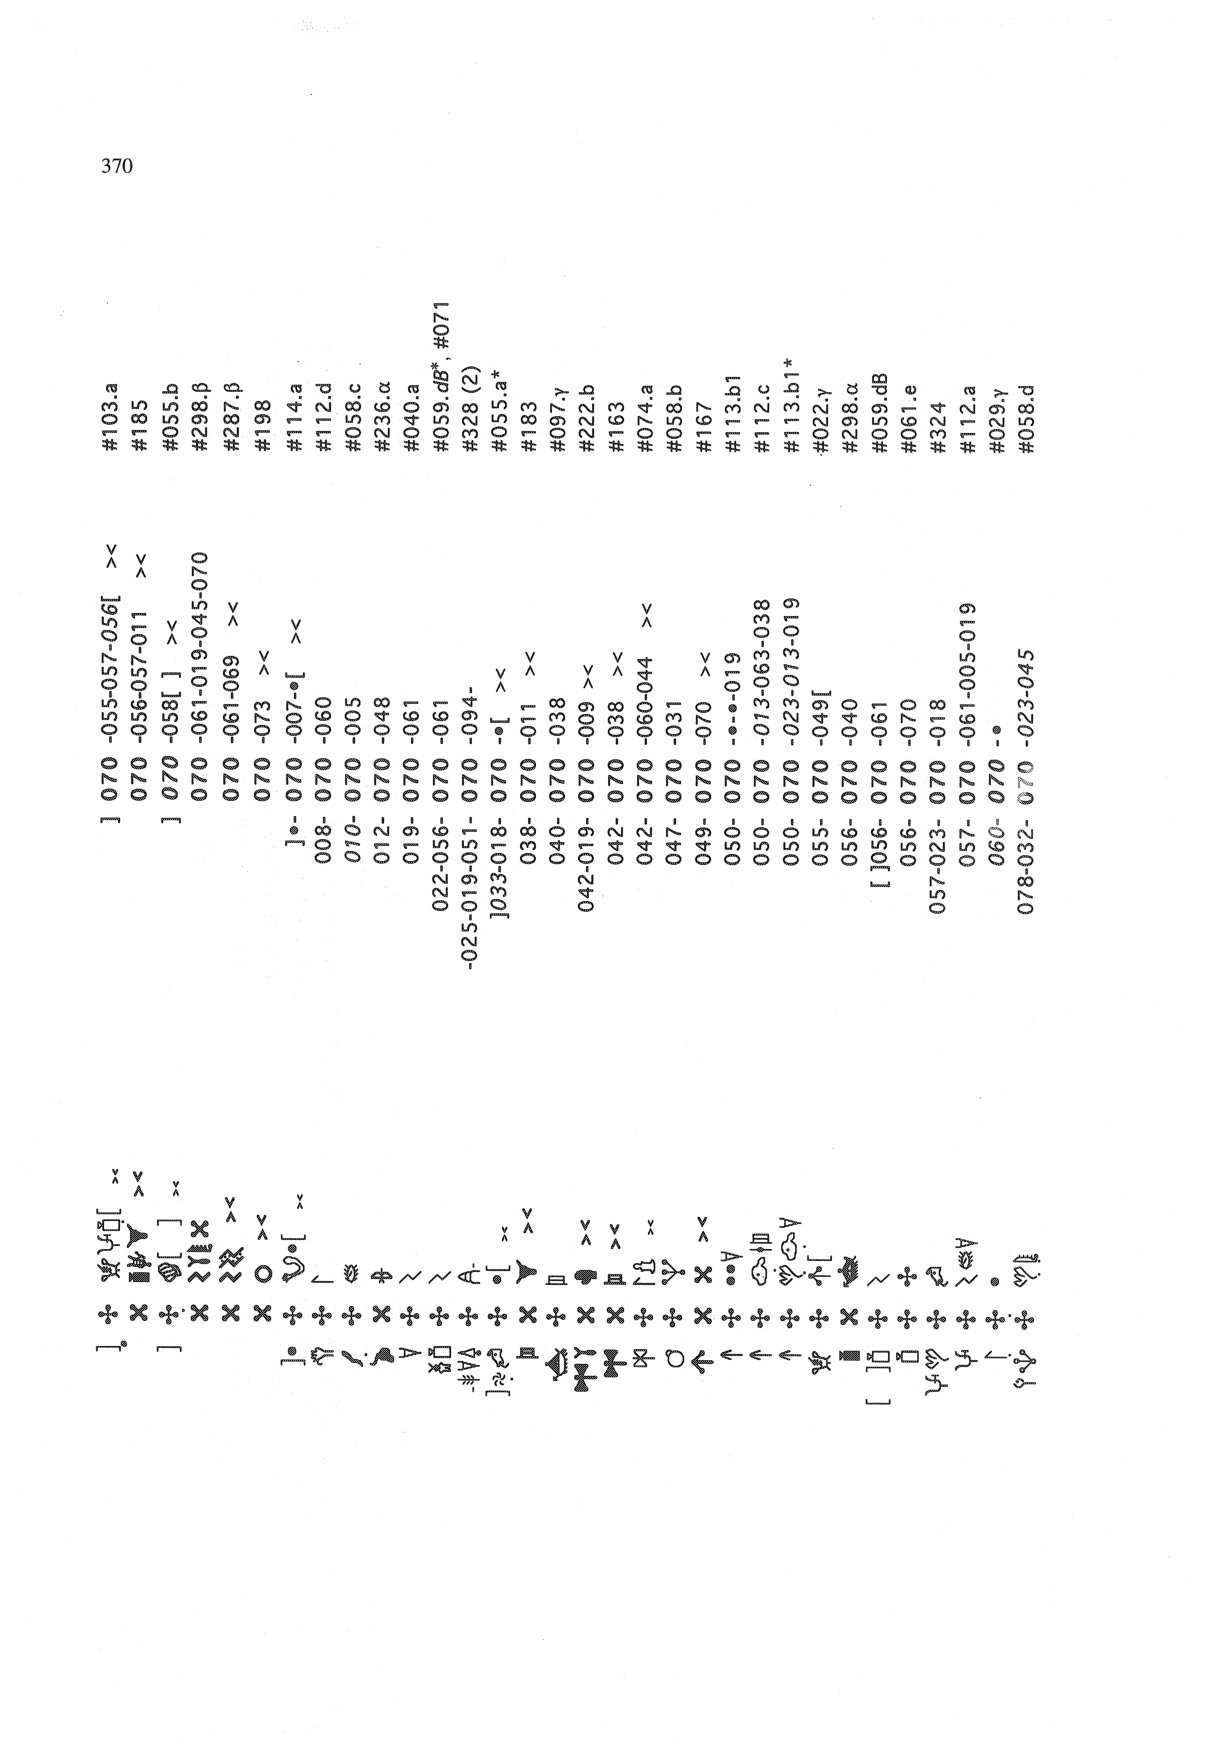 370
] 070 -055-057-056[ >< #103.a
070 -056-057-011 >< #185
] 070 -058[ ] >< #055.b
070 -061-019-045-070 #298.β
070 -061-069 >< #287.β
070 -073 >< #198
]•- 070 -007-•[ >< #114.a
008- 070 -060 #112.d
010- 070 -005 #058.c
012- 070 -048 #236.α
019- 070 -061 #040.a
022-056- 070 -061 #059.dB*, #071
-025-019-051- 070 -094- #328 (2)
]033-018- 070 -•[ >< #055.a*
038- 070 -011 >< #183
040- 070 -038 #097.γ
042-019- 070 -009 >< #222.b
042- 070 -038 >< #163
042- 070 -060-044 >< #074.a
047- 070 -031 #058.b
049- 070 -070 >< #167
050- 070 -•-•-019 #113.b1
050- 070 -013-063-038 #112.c
050- 070 -023-013-019 #113.b1*
055- 070 -049[ #022.γ
056- 070 -040 #298.α
[ ]056- 070 -061 #059.dB
056- 070 -070 #061.e
057-023- 070 -018 #324
057- 070 -061-005-019 #112.a
060- 070 -• #029.γ
078-032- 070 -023-045 #058.d